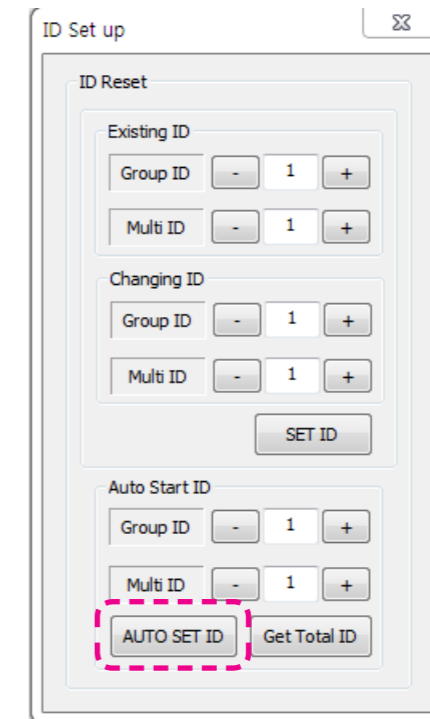 ID Set up
ID Reset
Existing ID
Group ID - 1 +
Multi ID - 1 +
Changing ID
Group ID - 1 +
Multi ID - 1 +
SET ID
Auto Start ID
Group ID - 1 +
Multi ID - 1 +
AUTO SET ID Get Total ID